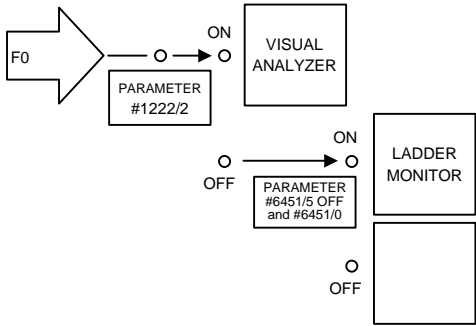 F0
ON
VISUAL
ANALYZER
PARAMETER
#1222/2
ON
OFF
LADDER
MONITOR
PARAMETER
#6451/5 OFF
and #6451/0
OFF